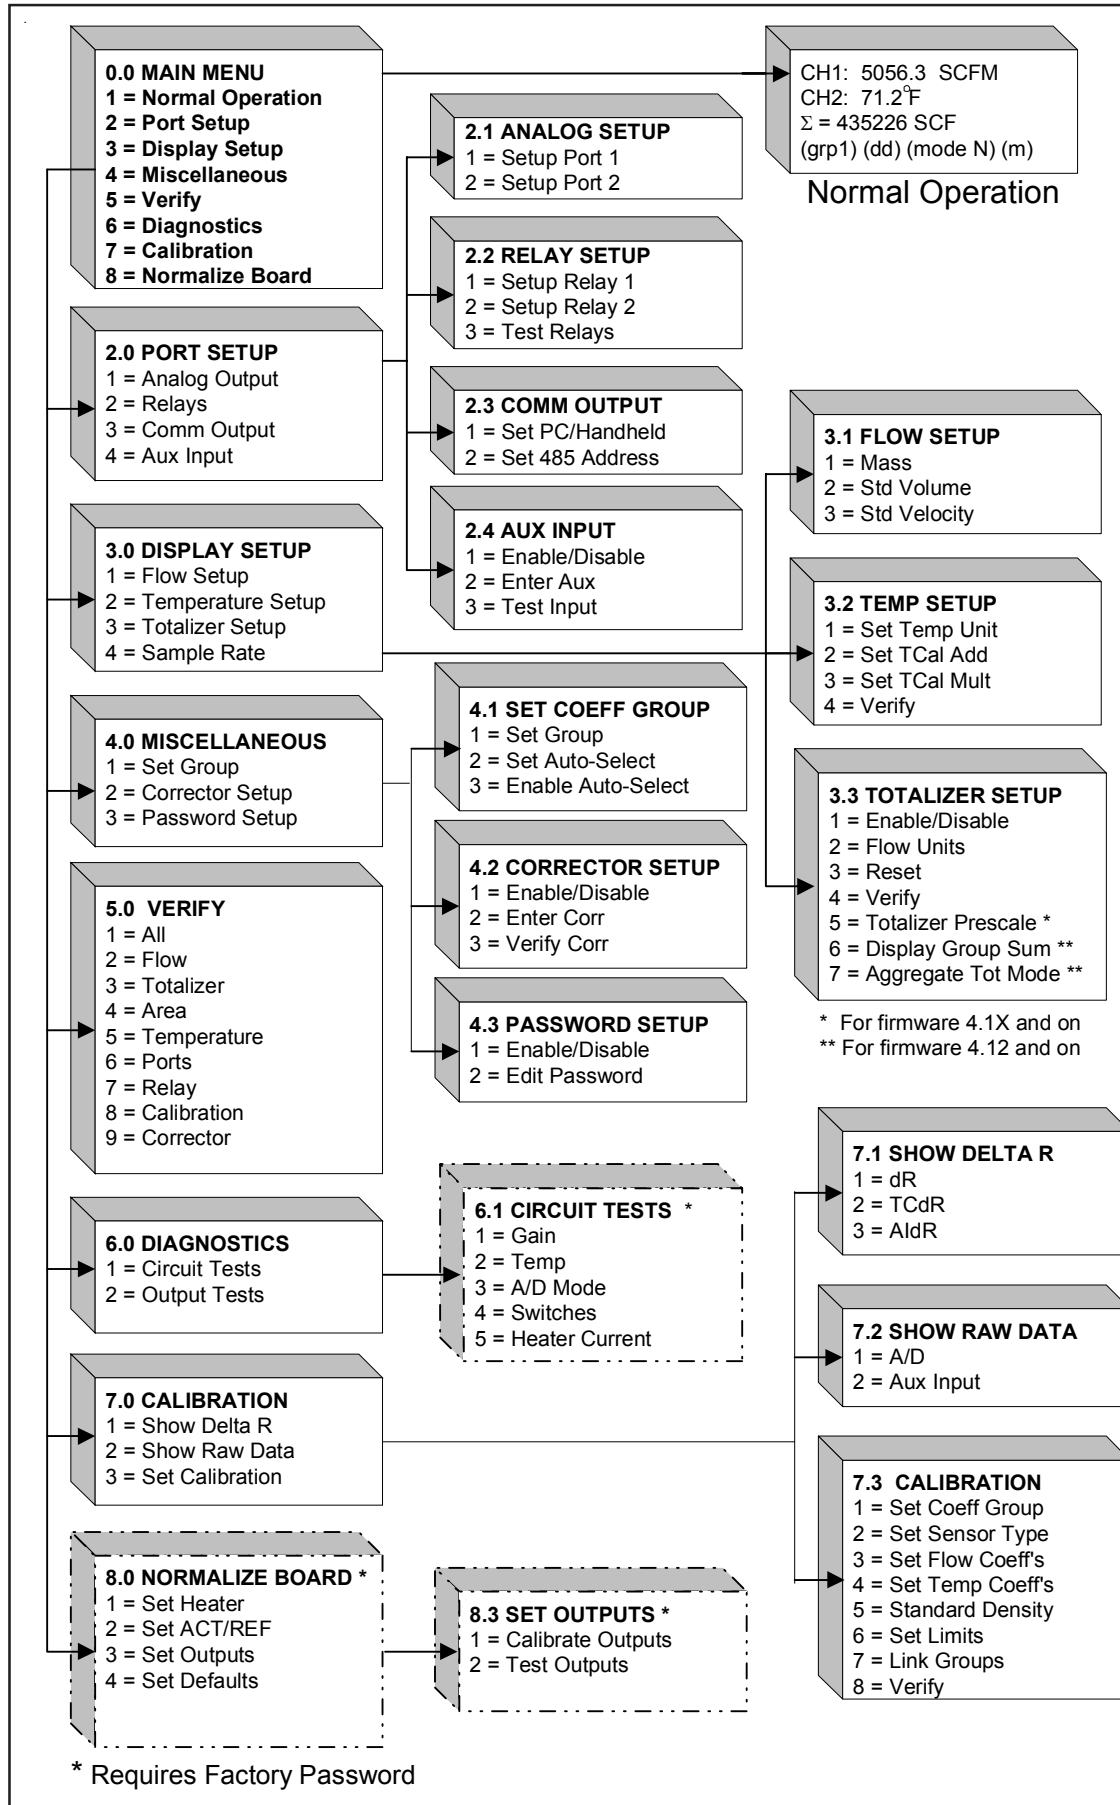 0.0 MAIN MENU
1 = Normal Operation
2 = Port Setup
3 = Display Setup
4 = Miscellaneous
5 = Verify
6 = Diagnostics
7 = Calibration
8 = Normalize Board
CH1: 5056.3 SCFM
CH2: 71.2°F
Σ = 435226 SCF
(grp1) (dd) (mode N) (m)
Normal Operation
2.0 PORT SETUP
1 = Analog Output
2 = Relays
3 = Comm Output
4 = Aux Input
2.1 ANALOG SETUP
1 = Setup Port 1
2 = Setup Port 2
2.2 RELAY SETUP
1 = Setup Relay 1
2 = Setup Relay 2
3 = Test Relays
2.3 COMM OUTPUT
1 = Set PC/Handheld
2 = Set 485 Address
2.4 AUX INPUT
1 = Enable/Disable
2 = Enter Aux
3 = Test Input
3.0 DISPLAY SETUP
1 = Flow Setup
2 = Temperature Setup
3 = Totalizer Setup
4 = Sample Rate
3.1 FLOW SETUP
1 = Mass
2 = Std Volume
3 = Std Velocity
3.2 TEMP SETUP
1 = Set Temp Unit
2 = Set TCal Add
3 = Set TCal Mult
4 = Verify
3.3 TOTALIZER SETUP
1 = Enable/Disable
2 = Flow Units
3 = Reset
4 = Verify
5 = Totalizer Prescale *
6 = Display Group Sum **
7 = Aggregate Tot Mode **
* For firmware 4.1X and on
** For firmware 4.12 and on
4.0 MISCELLANEOUS
1 = Set Group
2 = Corrector Setup
3 = Password Setup
4.1 SET COEFF GROUP
1 = Set Group
2 = Set Auto-Select
3 = Enable Auto-Select
4.2 CORRECTOR SETUP
1 = Enable/Disable
2 = Enter Corr
3 = Verify Corr
4.3 PASSWORD SETUP
1 = Enable/Disable
2 = Edit Password
5.0 VERIFY
1 = All
2 = Flow
3 = Totalizer
4 = Area
5 = Temperature
6 = Ports
7 = Relay
8 = Calibration
9 = Corrector
6.0 DIAGNOSTICS
1 = Circuit Tests
2 = Output Tests
6.1 CIRCUIT TESTS *
1 = Gain
2 = Temp
3 = A/D Mode
4 = Switches
5 = Heater Current
7.0 CALIBRATION
1 = Show Delta R
2 = Show Raw Data
3 = Set Calibration
7.1 SHOW DELTA R
1 = dR
2 = TCdR
3 = AIdR
7.2 SHOW RAW DATA
1 = A/D
2 = Aux Input
7.3 CALIBRATION
1 = Set Coeff Group
2 = Set Sensor Type
3 = Set Flow Coeff's
4 = Set Temp Coeff's
5 = Standard Density
6 = Set Limits
7 = Link Groups
8 = Verify
8.0 NORMALIZE BOARD *
1 = Set Heater
2 = Set ACT/REF
3 = Set Outputs
4 = Set Defaults
8.3 SET OUTPUTS *
1 = Calibrate Outputs
2 = Test Outputs
* Requires Factory Password